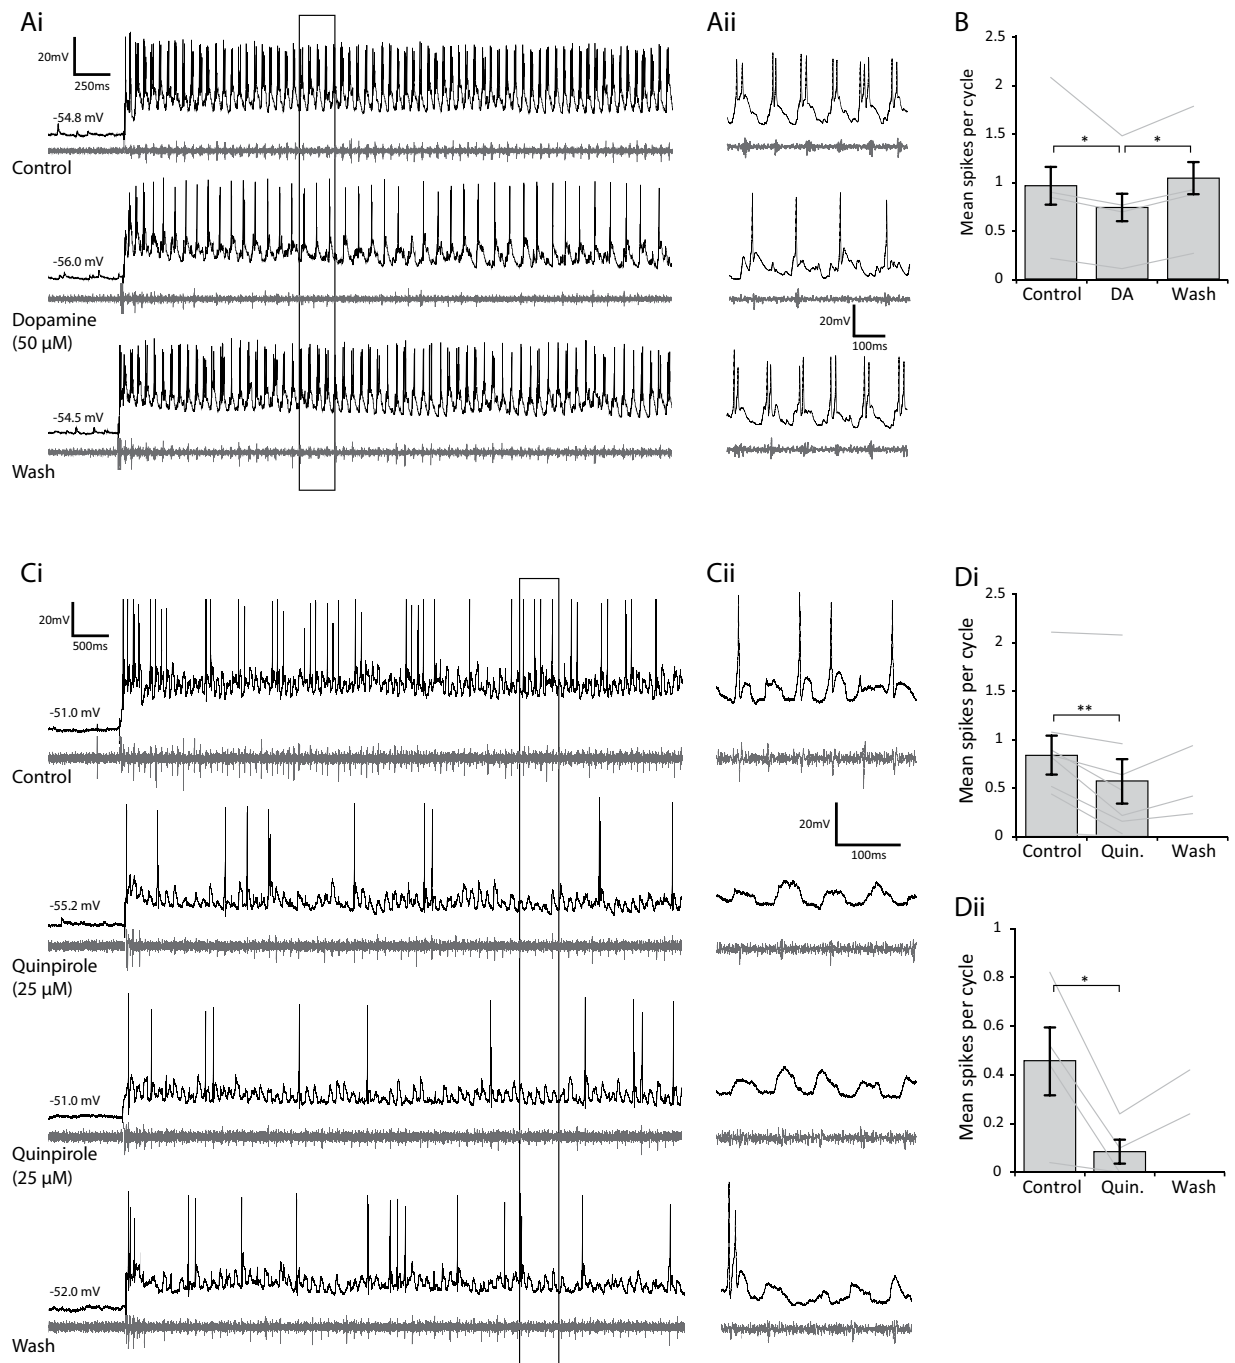 Ai
20mV
250ms
-54.8 mV
Control
-56.0 mV
Dopamine
(50 µM)
-54.5 mV
Wash
Aii
20mV
100ms
B
Mean spikes per cycle
2.5
2
1.5
1
0.5
0
* *
Control DA Wash
Ci
20mV
500ms
-51.0 mV
Control
-55.2 mV
Quinpirole
(25 µM)
-51.0 mV
Quinpirole
(25 µM)
-52.0 mV
Wash
Cii
20mV
100ms
Di
Mean spikes per cycle
2.5
2
1.5
1
0.5
0
**
Control Quin. Wash
Dii
Mean spikes per cycle
1
0.8
0.6
0.4
0.2
0
*
Control Quin. Wash